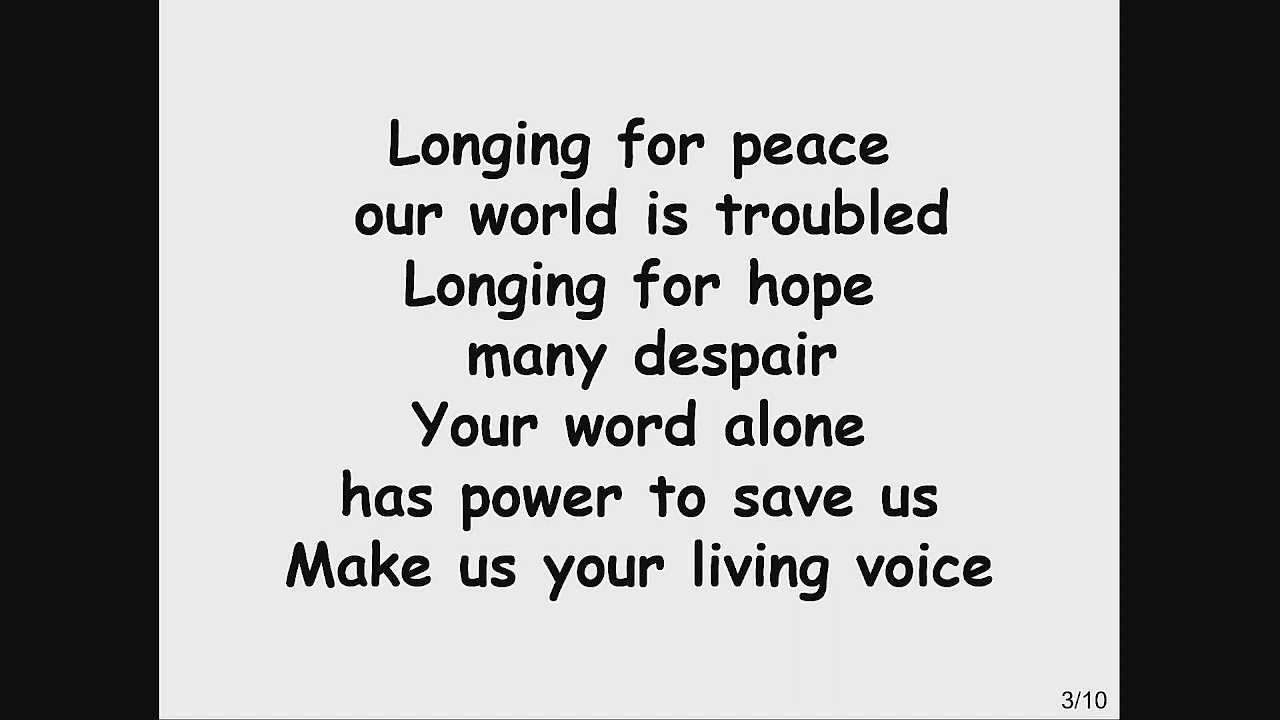 Longing for peace
our world is troubled
Longing for hope
many despair
Your word alone
has power to save us
Make us your living voice
3/10